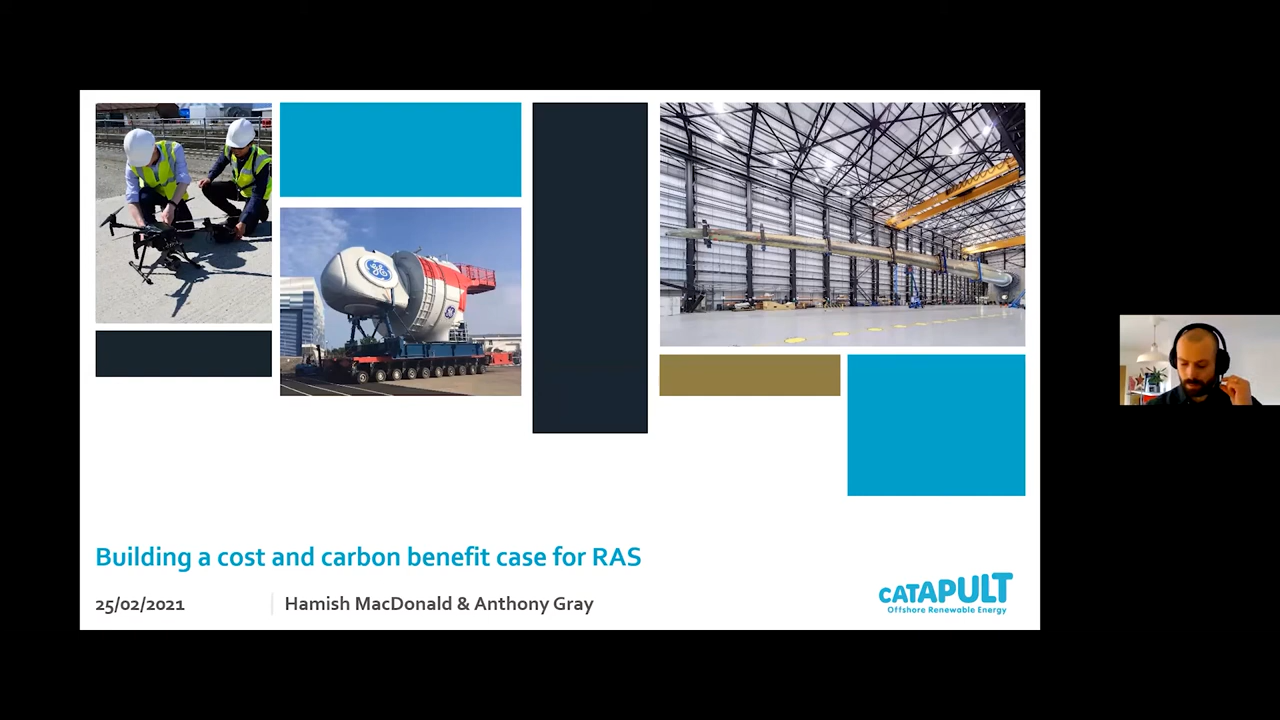 Building a cost and carbon benefit case for RAS
25/02/2021
Hamish MacDonald & Anthony Gray
CATAPULT
Offshore Renewable Energy